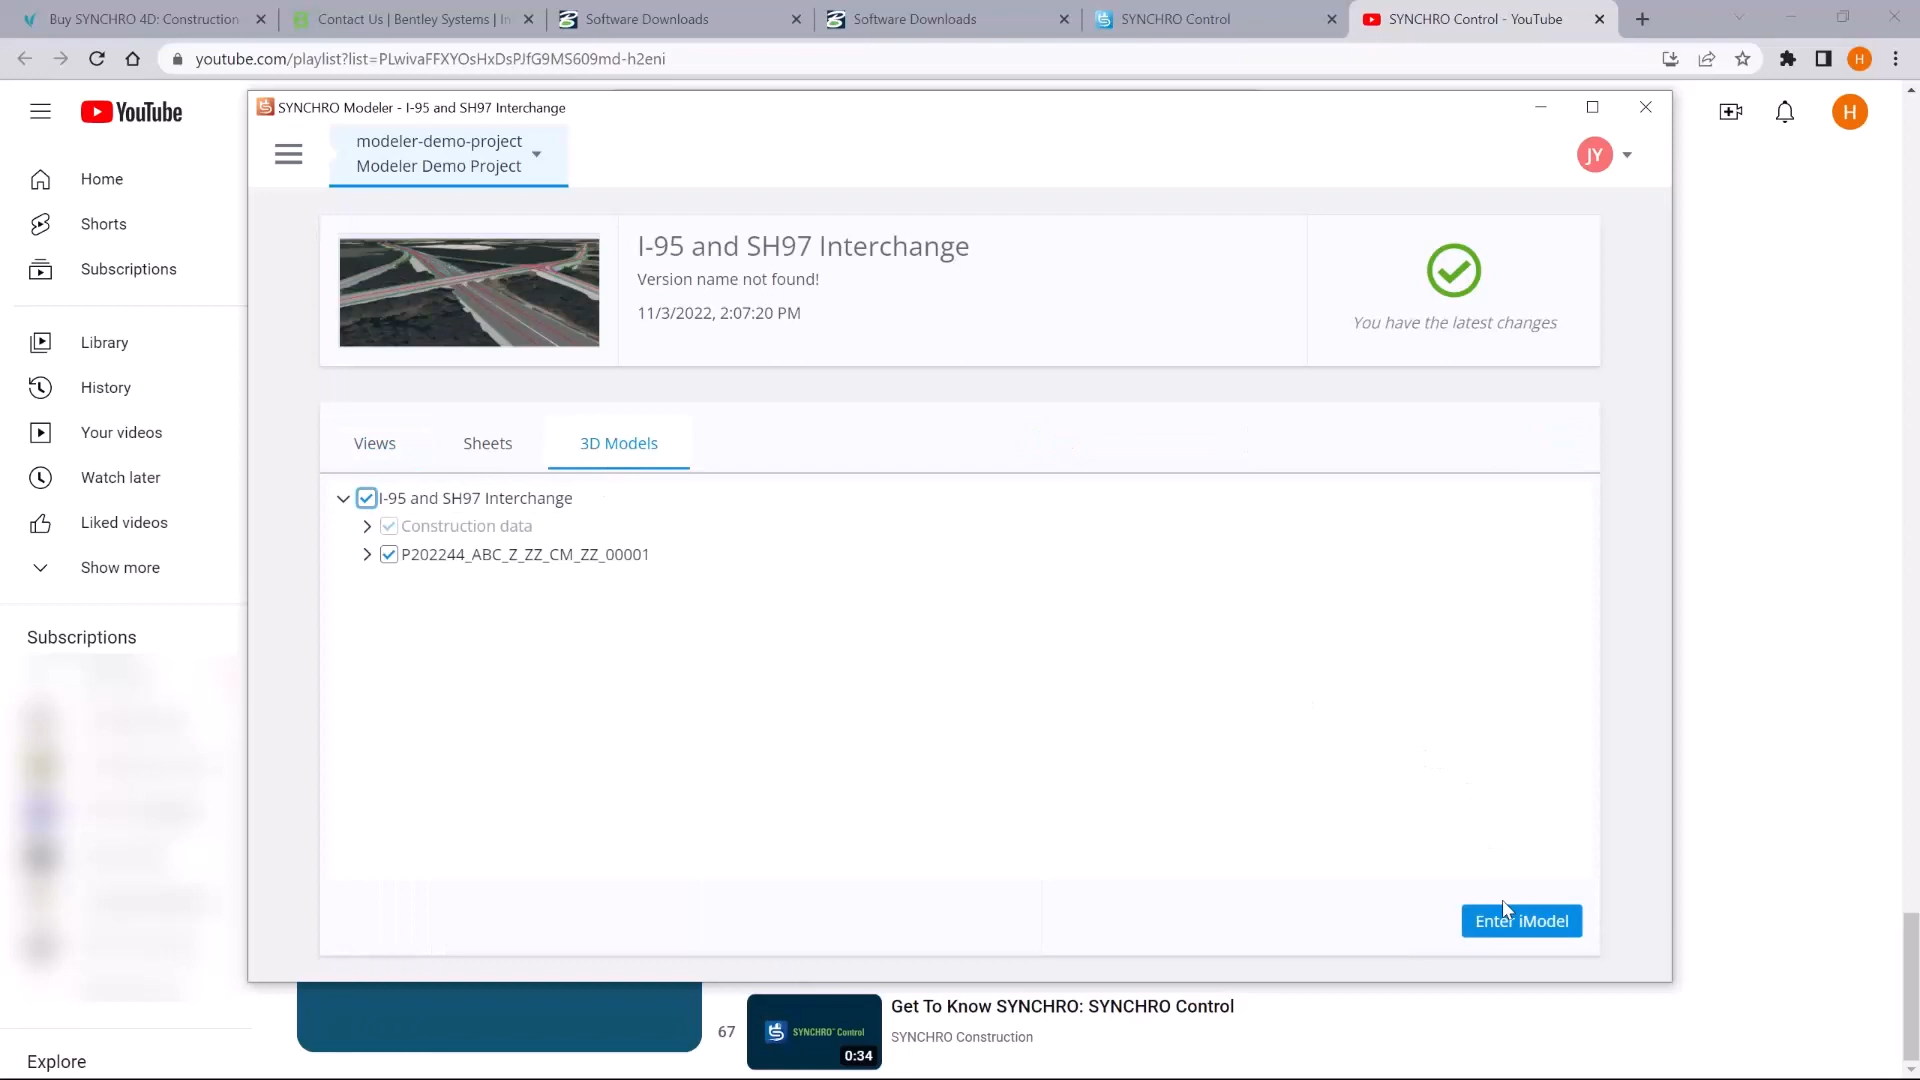 Buy SYNCHRO 4D: Construction
Contact Us | Bentley Systems | In
Software Downloads
Software Downloads
SYNCHRO Control
SYNCHRO Control - YouTube
youtube.com/playlist?list=PLwivaFFXYOsHxDsPJfG9MS609md-h2eni
H
YouTube
H
Home
Shorts
Subscriptions
Library
History
Your videos
Watch later
Liked videos
Show more
Subscriptions
Explore
SYNCHRO Modeler - I-95 and SH97 Interchange
modeler-demo-project
Modeler Demo Project
JY
I-95 and SH97 Interchange
Version name not found!
11/3/2022, 2:07:20 PM
You have the latest changes
Views
Sheets
3D Models
I-95 and SH97 Interchange
Construction data
P202244_ABC_Z_ZZ_CM_ZZ_00001
Enter iModel
67
SYNCHRO Control
0:34
Get To Know SYNCHRO: SYNCHRO Control
SYNCHRO Construction